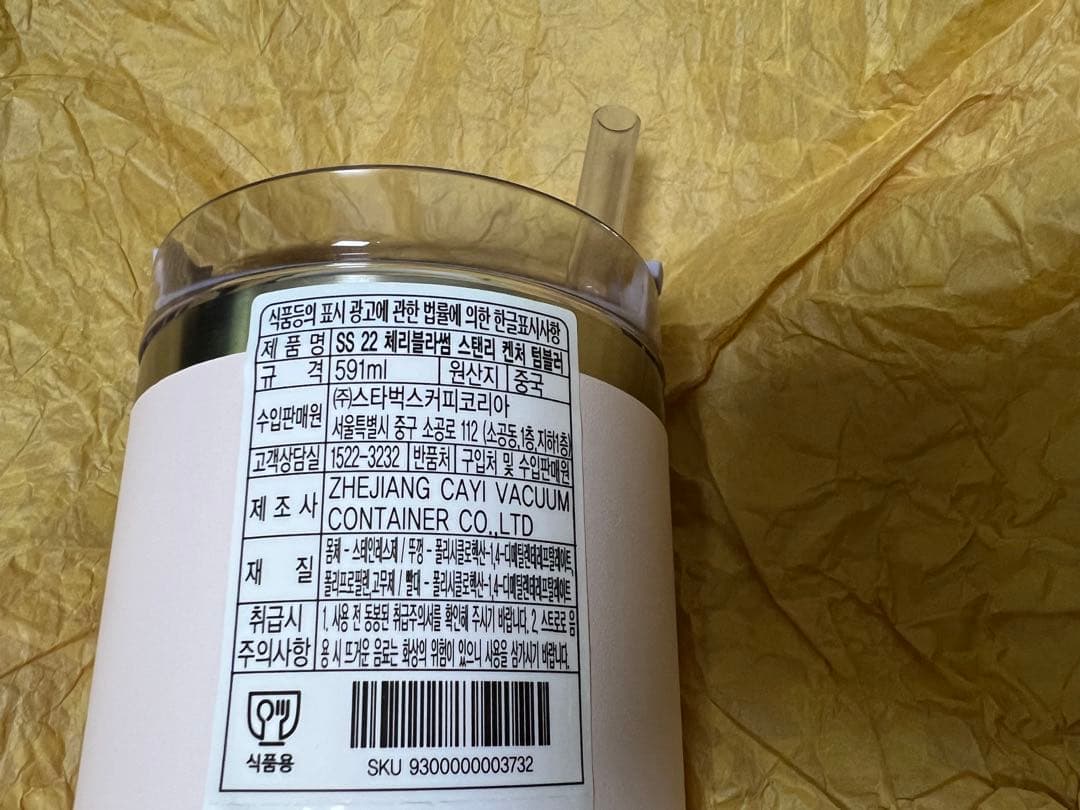 식품등의 표시 광고에 관한 법률에 의한 한글표시사항
제 품 명 SS 22 체리블라썸 스탠리 켄처 텀블러
규 격 591ml 원산지 중국
수입판매원 ㈜스타벅스커피코리아
서울특별시 중구 소공로 112 (소공동,1층,지하1층)
고객상담실 1522-3232 반품처 구입처 및 수입판매원
제 조 사 ZHEJIANG CAYI VACUUM
CONTAINER CO.,LTD
재 질 몸체 - 스테인레스제 / 뚜껑 - 폴리시클로헥산-1,4-디메틸렌테레프탈레이트,
폴리프로필렌,고무제 / 빨대 - 폴리시클로헥산-1,4-디메틸렌테레프탈레이트
취급시 주의사항 1. 사용 전 동봉된 취급주의서를 확인해 주시기 바랍니다. 2. 스트로로 음
용 시 뜨거운 음료는 화상의 위험이 있으니 사용을 삼가시기 바랍니다.
식품용
SKU 9300000003732